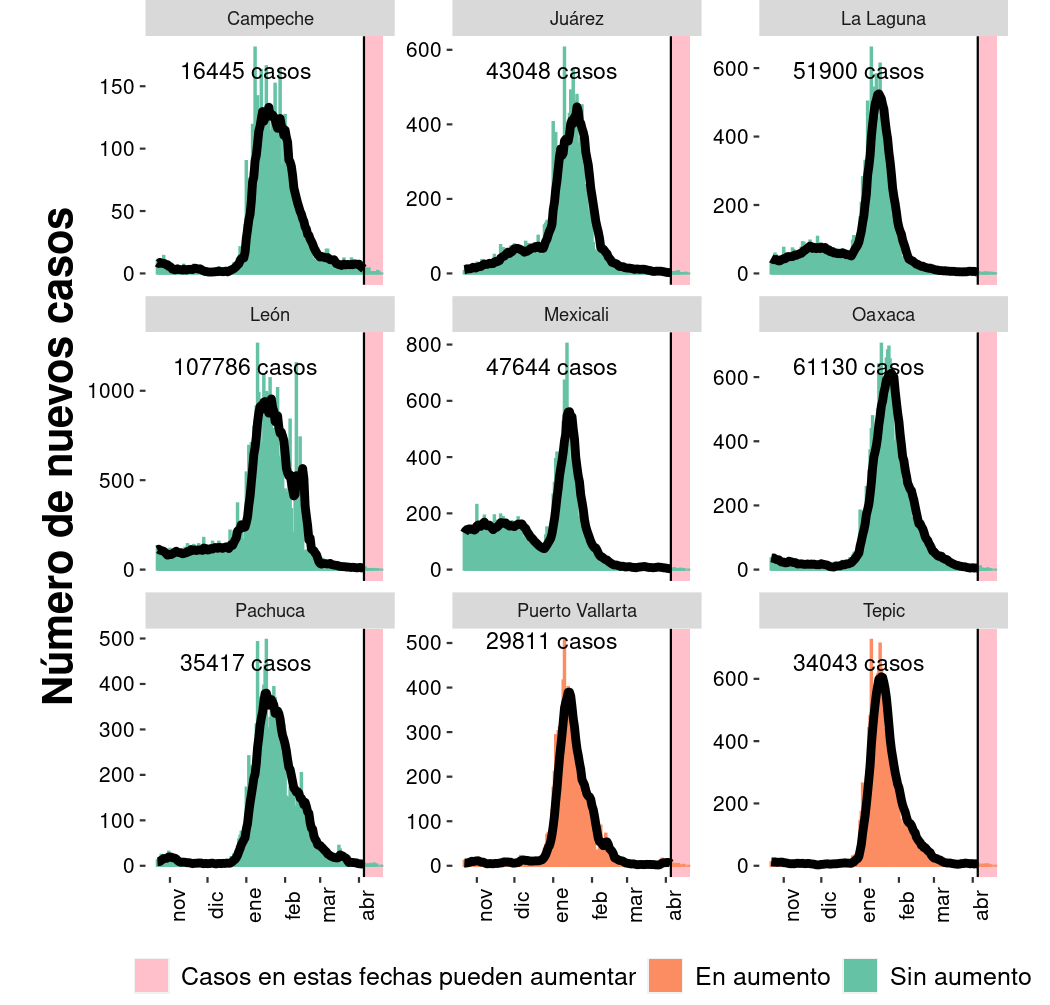 Número de nuevos casos
Campeche
16445 casos
150
100
50
0
Juárez
43048 casos
600
400
200
0
La Laguna
51900 casos
600
400
200
0
León
107786 casos
1000
500
0
Mexicali
47644 casos
800
600
400
200
0
Oaxaca
61130 casos
600
400
200
0
Pachuca
35417 casos
500
400
300
200
100
0
nov dic ene feb mar abr
Puerto Vallarta
29811 casos
500
400
300
200
100
0
nov dic ene feb mar abr
Tepic
34043 casos
600
400
200
0
nov dic ene feb mar abr
Casos en estas fechas pueden aumentar En aumento Sin aumento